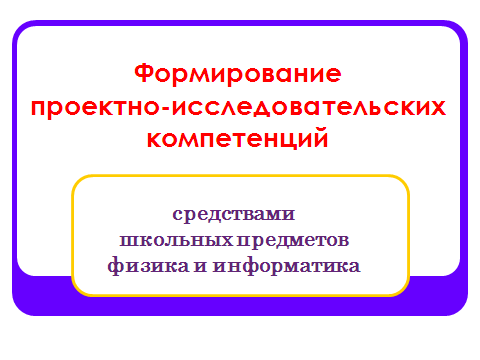 Формирование
проектно-исследовательских
компетенций
средствами
школьных предметов
физика и информатика